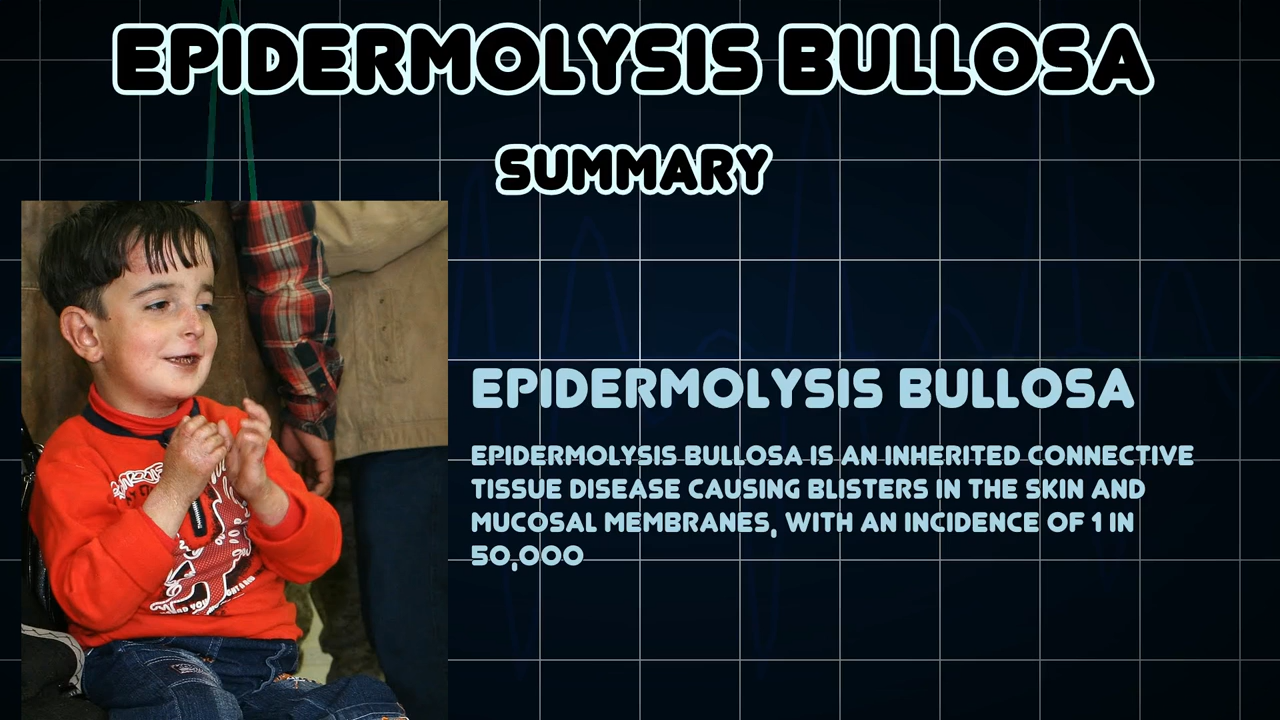 EPIDERMOLYSIS BULLOSA
SUMMARY
EPIDERMOLYSIS BULLOSA
EPIDERMOLYSIS BULLOSA IS AN INHERITED CONNECTIVE
TISSUE DISEASE CAUSING BLISTERS IN THE SKIN AND
MUCOSAL MEMBRANES, WITH AN INCIDENCE OF 1 IN
50,000